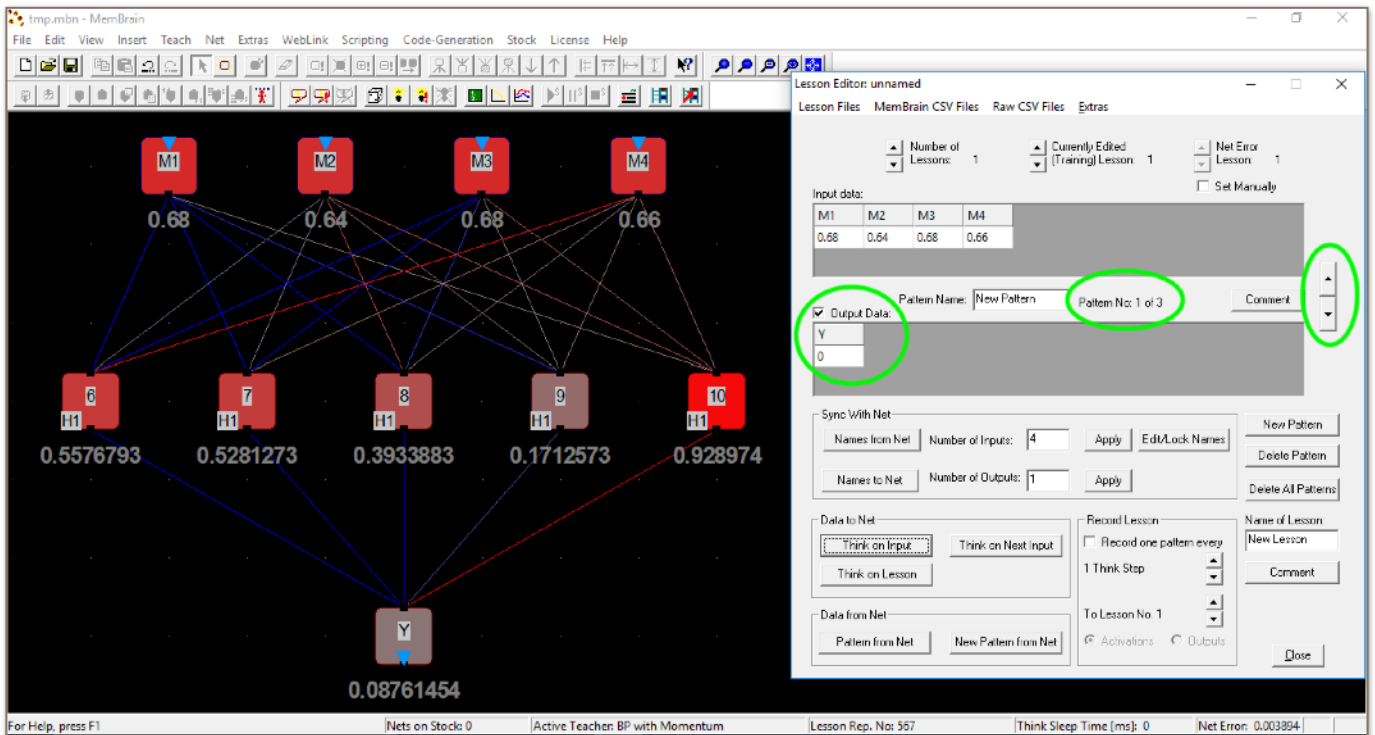 tmp.mbn - MemBrain
File Edit View Insert Teach Net Extras WebLink Scripting Code-Generation Stock License Help
Lesson Editor: unnamed
Lesson Files MemBrain CSV Files Raw CSV Files Extras
Number of Lessons: 1
Currently Edited (Training) Lesson: 1
Net Error Lesson: 1
Set Manually
Input data:
M1 M2 M3 M4
0.68 0.64 0.68 0.66
Pattern Name: New Pattern
Pattern No: 1 of 3
Comment
Output Data:
Y
0
Sync With Net
Names from Net Number of Inputs: 4 Apply Edit/Lock Names
Names to Net Number of Outputs: 1 Apply
New Pattern
Delete Pattern
Delete All Patterns
Data to Net
Think on Input Think on Next Input
Think on Lesson
Record Lesson
Record one pattern every
1 Think Step
To Lesson No. 1
Activations Outputs
Name of Lesson:
New Lesson
Comment
Data from Net
Pattern from Net New Pattern from Net
Close
M1 M2 M3 M4
0.68 0.64 0.68 0.66
6 7 8 9 10
H1 H1 H1 H1 H1
0.5576793 0.5281273 0.3933883 0.1712573 0.928974
Y
0.08761454
For Help, press F1 Nets on Stock: 0 Active Teacher: BP with Momentum Lesson Rep. No: 567 Think Sleep Time [ms]: 0 Net Error: 0.003894